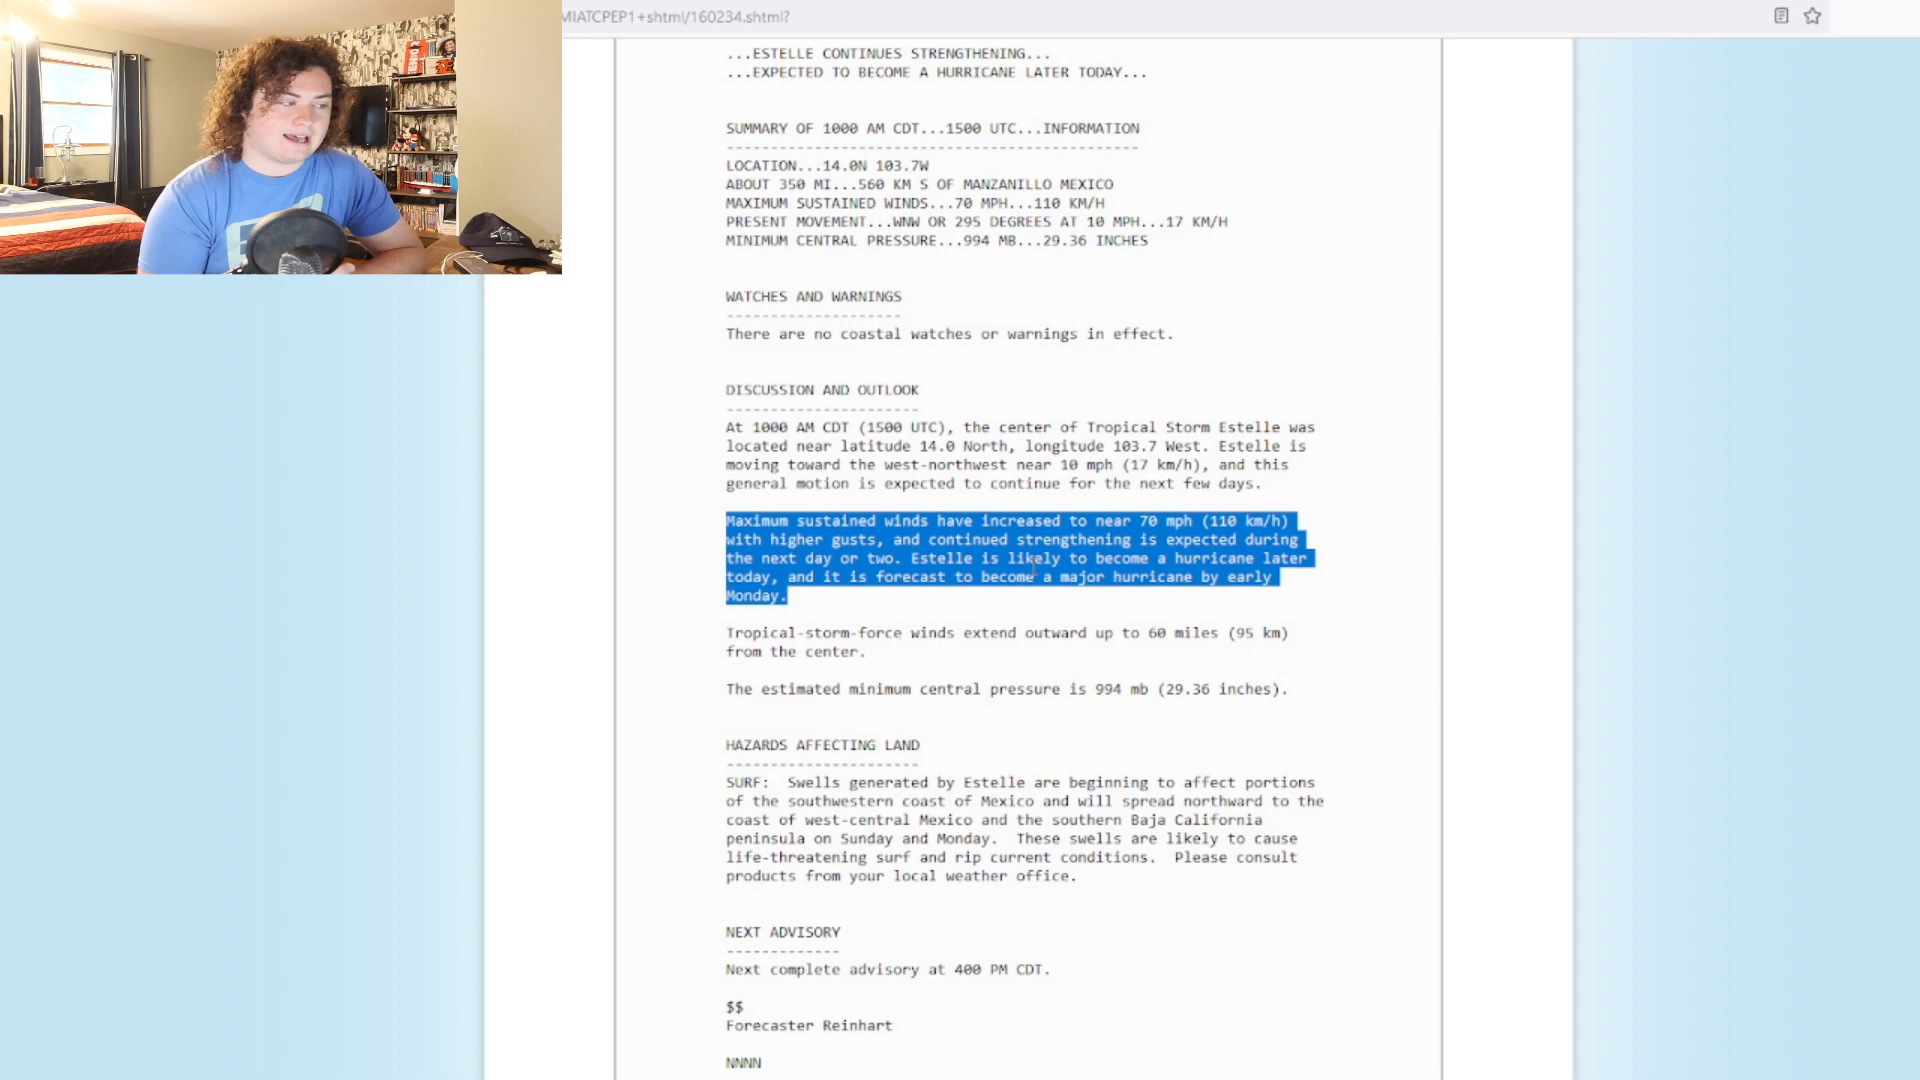 MIATCPEP1+shtml/160234.shtml?
...ESTELLE CONTINUES STRENGTHENING...
...EXPECTED TO BECOME A HURRICANE LATER TODAY...
SUMMARY OF 1000 AM CDT...1500 UTC...INFORMATION
-----------------------------------------------
LOCATION...14.0N 103.7W
ABOUT 350 MI...560 KM S OF MANZANILLO MEXICO
MAXIMUM SUSTAINED WINDS...70 MPH...110 KM/H
PRESENT MOVEMENT...WNW OR 295 DEGREES AT 10 MPH...17 KM/H
MINIMUM CENTRAL PRESSURE...994 MB...29.36 INCHES
WATCHES AND WARNINGS
--------------------
There are no coastal watches or warnings in effect.
DISCUSSION AND OUTLOOK
----------------------
At 1000 AM CDT (1500 UTC), the center of Tropical Storm Estelle was
located near latitude 14.0 North, longitude 103.7 West. Estelle is
moving toward the west-northwest near 10 mph (17 km/h), and this
general motion is expected to continue for the next few days.
Maximum sustained winds have increased to near 70 mph (110 km/h)
with higher gusts, and continued strengthening is expected during
the next day or two. Estelle is likely to become a hurricane later
today, and it is forecast to become a major hurricane by early
Monday.
Tropical-storm-force winds extend outward up to 60 miles (95 km)
from the center.
The estimated minimum central pressure is 994 mb (29.36 inches).
HAZARDS AFFECTING LAND
----------------------
SURF:  Swells generated by Estelle are beginning to affect portions
of the southwestern coast of Mexico and will spread northward to the
coast of west-central Mexico and the southern Baja California
peninsula on Sunday and Monday.  These swells are likely to cause
life-threatening surf and rip current conditions.  Please consult
products from your local weather office.
NEXT ADVISORY
-------------
Next complete advisory at 400 PM CDT.
$$
Forecaster Reinhart
NNNN